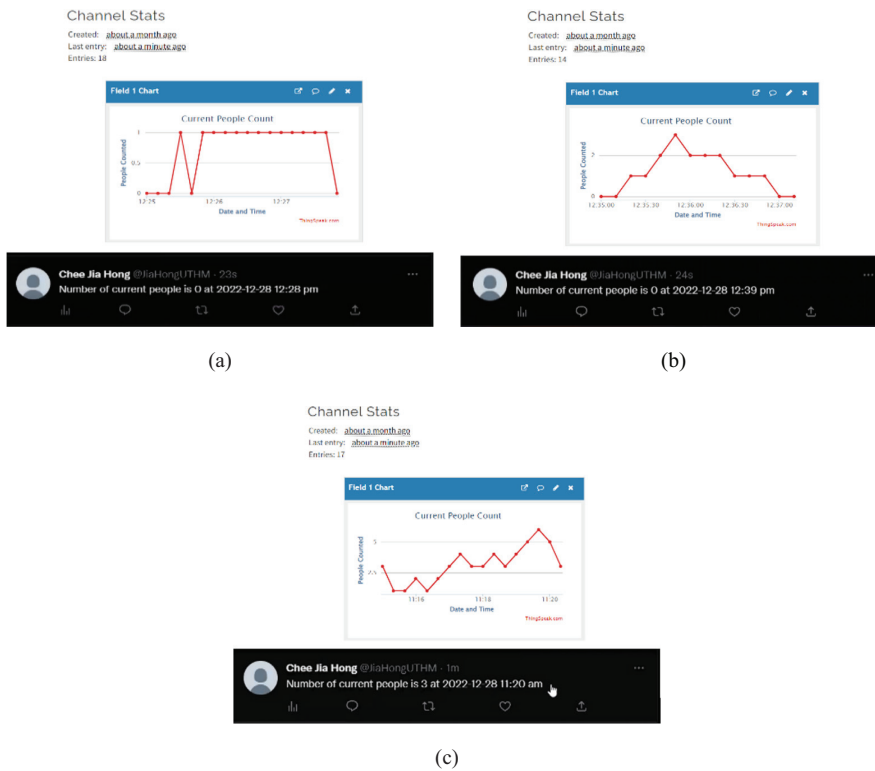 Channel Stats
Created: about a month ago
Last entry: about a minute ago
Entries: 18
Field 1 Chart
Current People Count
1
0.5
0
People Counted
12:25
12:26
12:27
Date and Time
ThingSpeak.com
Chee Jia Hong @JiaHongUTHM · 23s
Number of current people is 0 at 2022-12-28 12:28 pm
(a)
Channel Stats
Created: about a month ago
Last entry: about a minute ago
Entries: 14
Field 1 Chart
Current People Count
2
0
People Counted
12:35:00
12:35:30
12:36:00
12:36:30
12:37:00
Date and Time
ThingSpeak.com
Chee Jia Hong @JiaHongUTHM · 24s
Number of current people is 0 at 2022-12-28 12:39 pm
(b)
Channel Stats
Created: about a month ago
Last entry: about a minute ago
Entries: 17
Field 1 Chart
Current People Count
5
2.5
People Counted
11:16
11:18
11:20
Date and Time
ThingSpeak.com
Chee Jia Hong @JiaHongUTHM · 1m
Number of current people is 3 at 2022-12-28 11:20 am
(c)